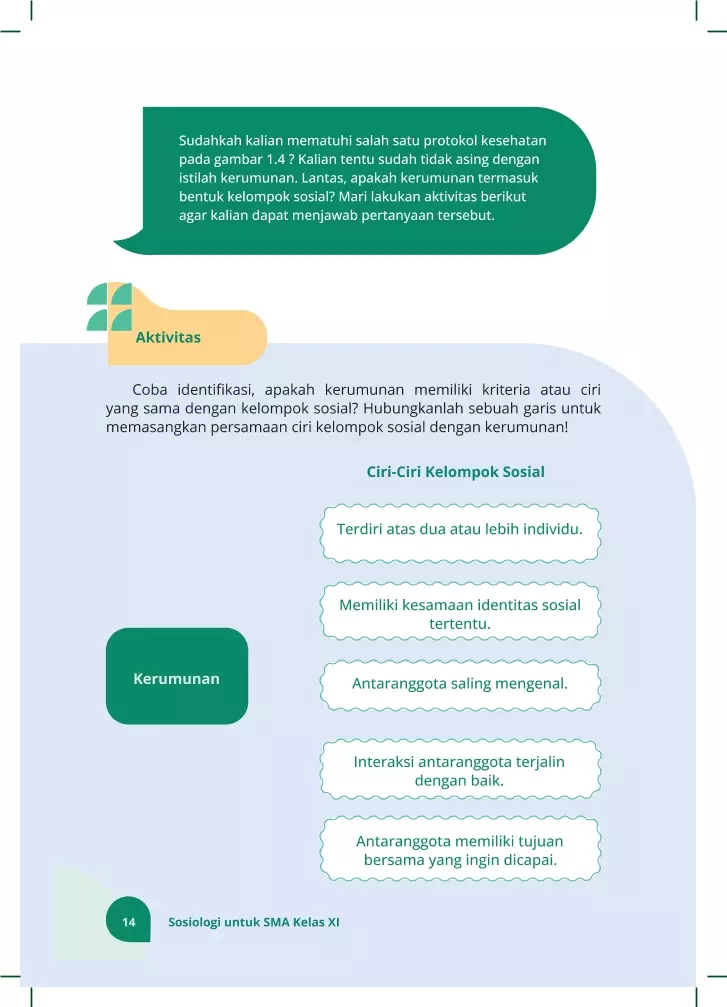 Sudahkah kalian mematuhi salah satu protokol kesehatan
pada gambar 1.4 ? Kalian tentu sudah tidak asing dengan
istilah kerumunan. Lantas, apakah kerumunan termasuk
bentuk kelompok sosial? Mari lakukan aktivitas berikut
agar kalian dapat menjawab pertanyaan tersebut.
Aktivitas
Coba identifikasi, apakah kerumunan memiliki kriteria atau ciri
yang sama dengan kelompok sosial? Hubungkanlah sebuah garis untuk
memasangkan persamaan ciri kelompok sosial dengan kerumunan!
Ciri-Ciri Kelompok Sosial
Terdiri atas dua atau lebih individu.
Memiliki kesamaan identitas sosial
tertentu.
Kerumunan
Antaranggota saling mengenal.
Interaksi antaranggota terjalin
dengan baik.
Antaranggota memiliki tujuan
bersama yang ingin dicapai.
14
Sosiologi untuk SMA Kelas XI